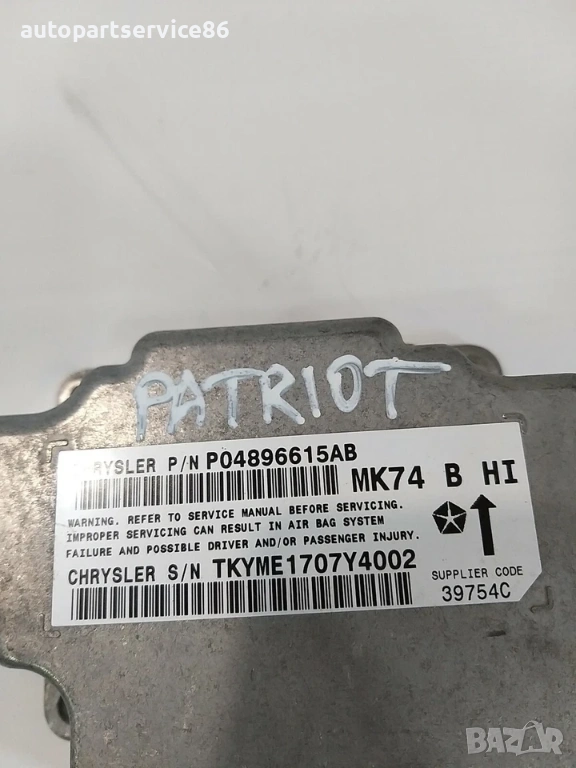 autopartservice86
PATRIOT
CHRYSLER P/N P04896615AB
MK74 B HI
WARNING. REFER TO SERVICE MANUAL BEFORE SERVICING.
IMPROPER SERVICING CAN RESULT IN AIR BAG SYSTEM
FAILURE AND POSSIBLE DRIVER AND/OR PASSENGER INJURY.
CHRYSLER S/N TKYME1707Y4002
SUPPLIER CODE
39754C
BAZAR